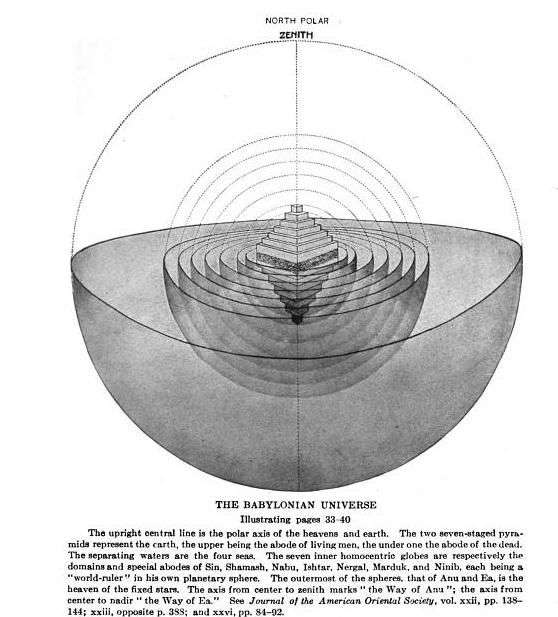 NORTH POLAR
ZENITH
THE BABYLONIAN UNIVERSE
Illustrating pages 33-40
The upright central line is the polar axis of the heavens and earth. The two seven-staged pyra-
mids represent the earth, the upper being the abode of living men, the under one the abode of the dead.
The separating waters are the four seas. The seven inner homocentric globes are respectively the
domains and special abodes of Sin, Shamash, Nabu, Ishtar, Nergal, Marduk, and Ninib, each being a
"world-ruler" in his own planetary sphere. The outermost of the spheres, that of Anu and Ea, is the
heaven of the fixed stars. The axis from center to zenith marks "the Way of Anu"; the axis from
center to nadir "the Way of Ea." See Journal of the American Oriental Society, vol. xxii, pp. 138-
144; xxiii, opposite p. 388; and xxvi, pp. 84-92.